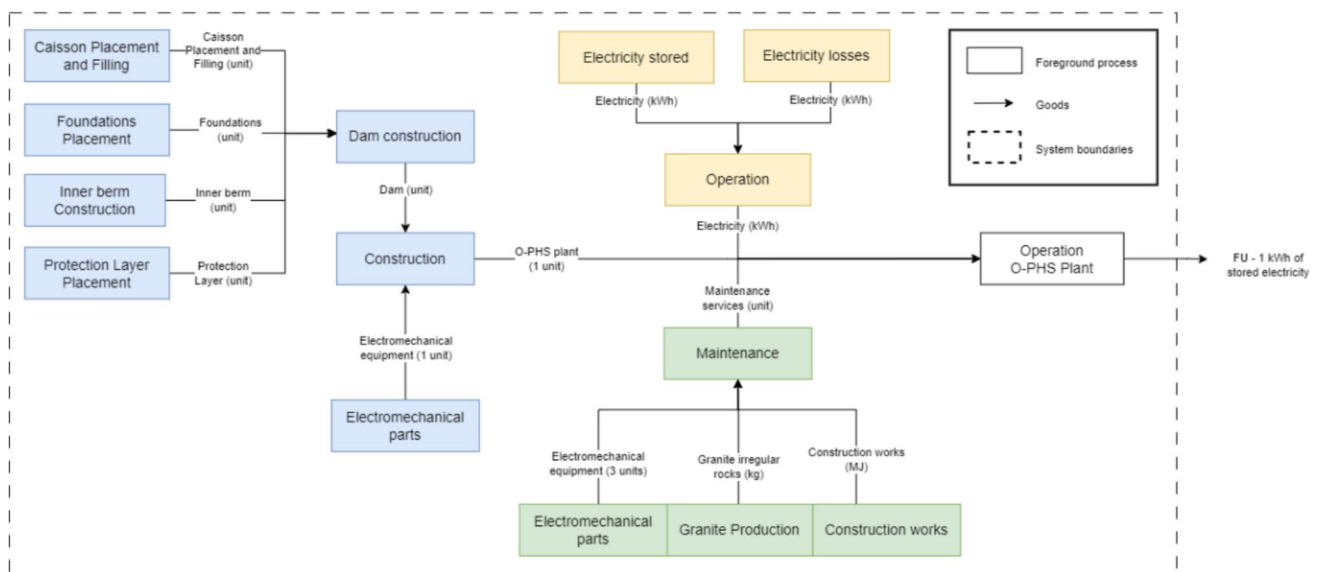 Caisson Placement
and Filling
Caisson
Placement and
Filling (unit)
Foundations
Placement
Foundations
(unit)
Inner berm
Construction
Inner berm
(unit)
Protection Layer
Placement
Protection
Layer (unit)
Dam construction
Dam (unit)
Construction
Electromechanical
equipment (1 unit)
Electromechanical
parts
O-PHS plant
(1 unit)
Electricity stored
Electricity losses
Electricity (kWh)
Electricity (kWh)
Operation
Electricity (kWh)
Maintenance
services (unit)
Maintenance
Electromechanical
equipment (3 units)
Granite irregular
rocks (kg)
Construction works
(MJ)
Electromechanical
parts
Granite Production
Construction works
Foreground process
Goods
System boundaries
Operation
O-PHS Plant
FU - 1 kWh of
stored electricity